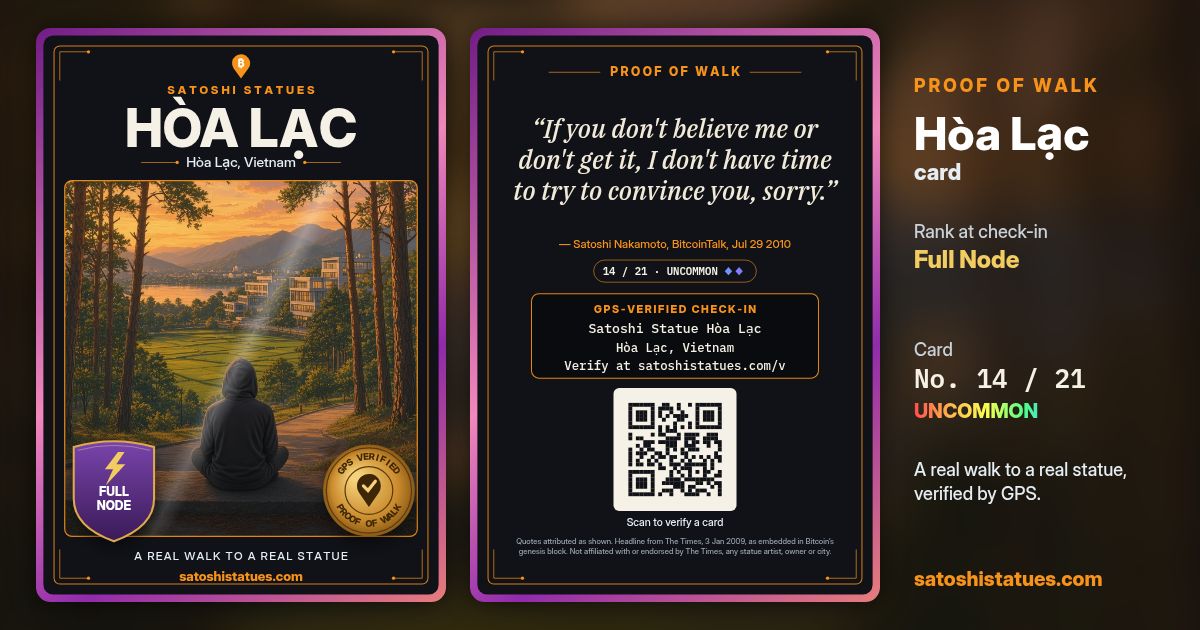 SATOSHI STATUES
HÒA LẠC
Hòa Lạc, Vietnam
FULL
NODE
GPS VERIFIED
PROOF OF WALK
A REAL WALK TO A REAL STATUE
satoshistatues.com
PROOF OF WALK
“If you don't believe me or
don't get it, I don't have time
to try to convince you, sorry.”
— Satoshi Nakamoto, BitcoinTalk, Jul 29 2010
14 / 21 · UNCOMMON
GPS-VERIFIED CHECK-IN
Satoshi Statue Hòa Lạc
Hòa Lạc, Vietnam
Verify at satoshistatues.com/v
Scan to verify a card
Quotes attributed as shown. Headline from The Times, 3 Jan 2009, as embedded in Bitcoin's
genesis block. Not affiliated with or endorsed by The Times, any statue artist, owner or city.
PROOF OF WALK
Hòa Lạc
card
Rank at check-in
Full Node
Card
No. 14 / 21
UNCOMMON
A real walk to a real statue,
verified by GPS.
satoshistatues.com